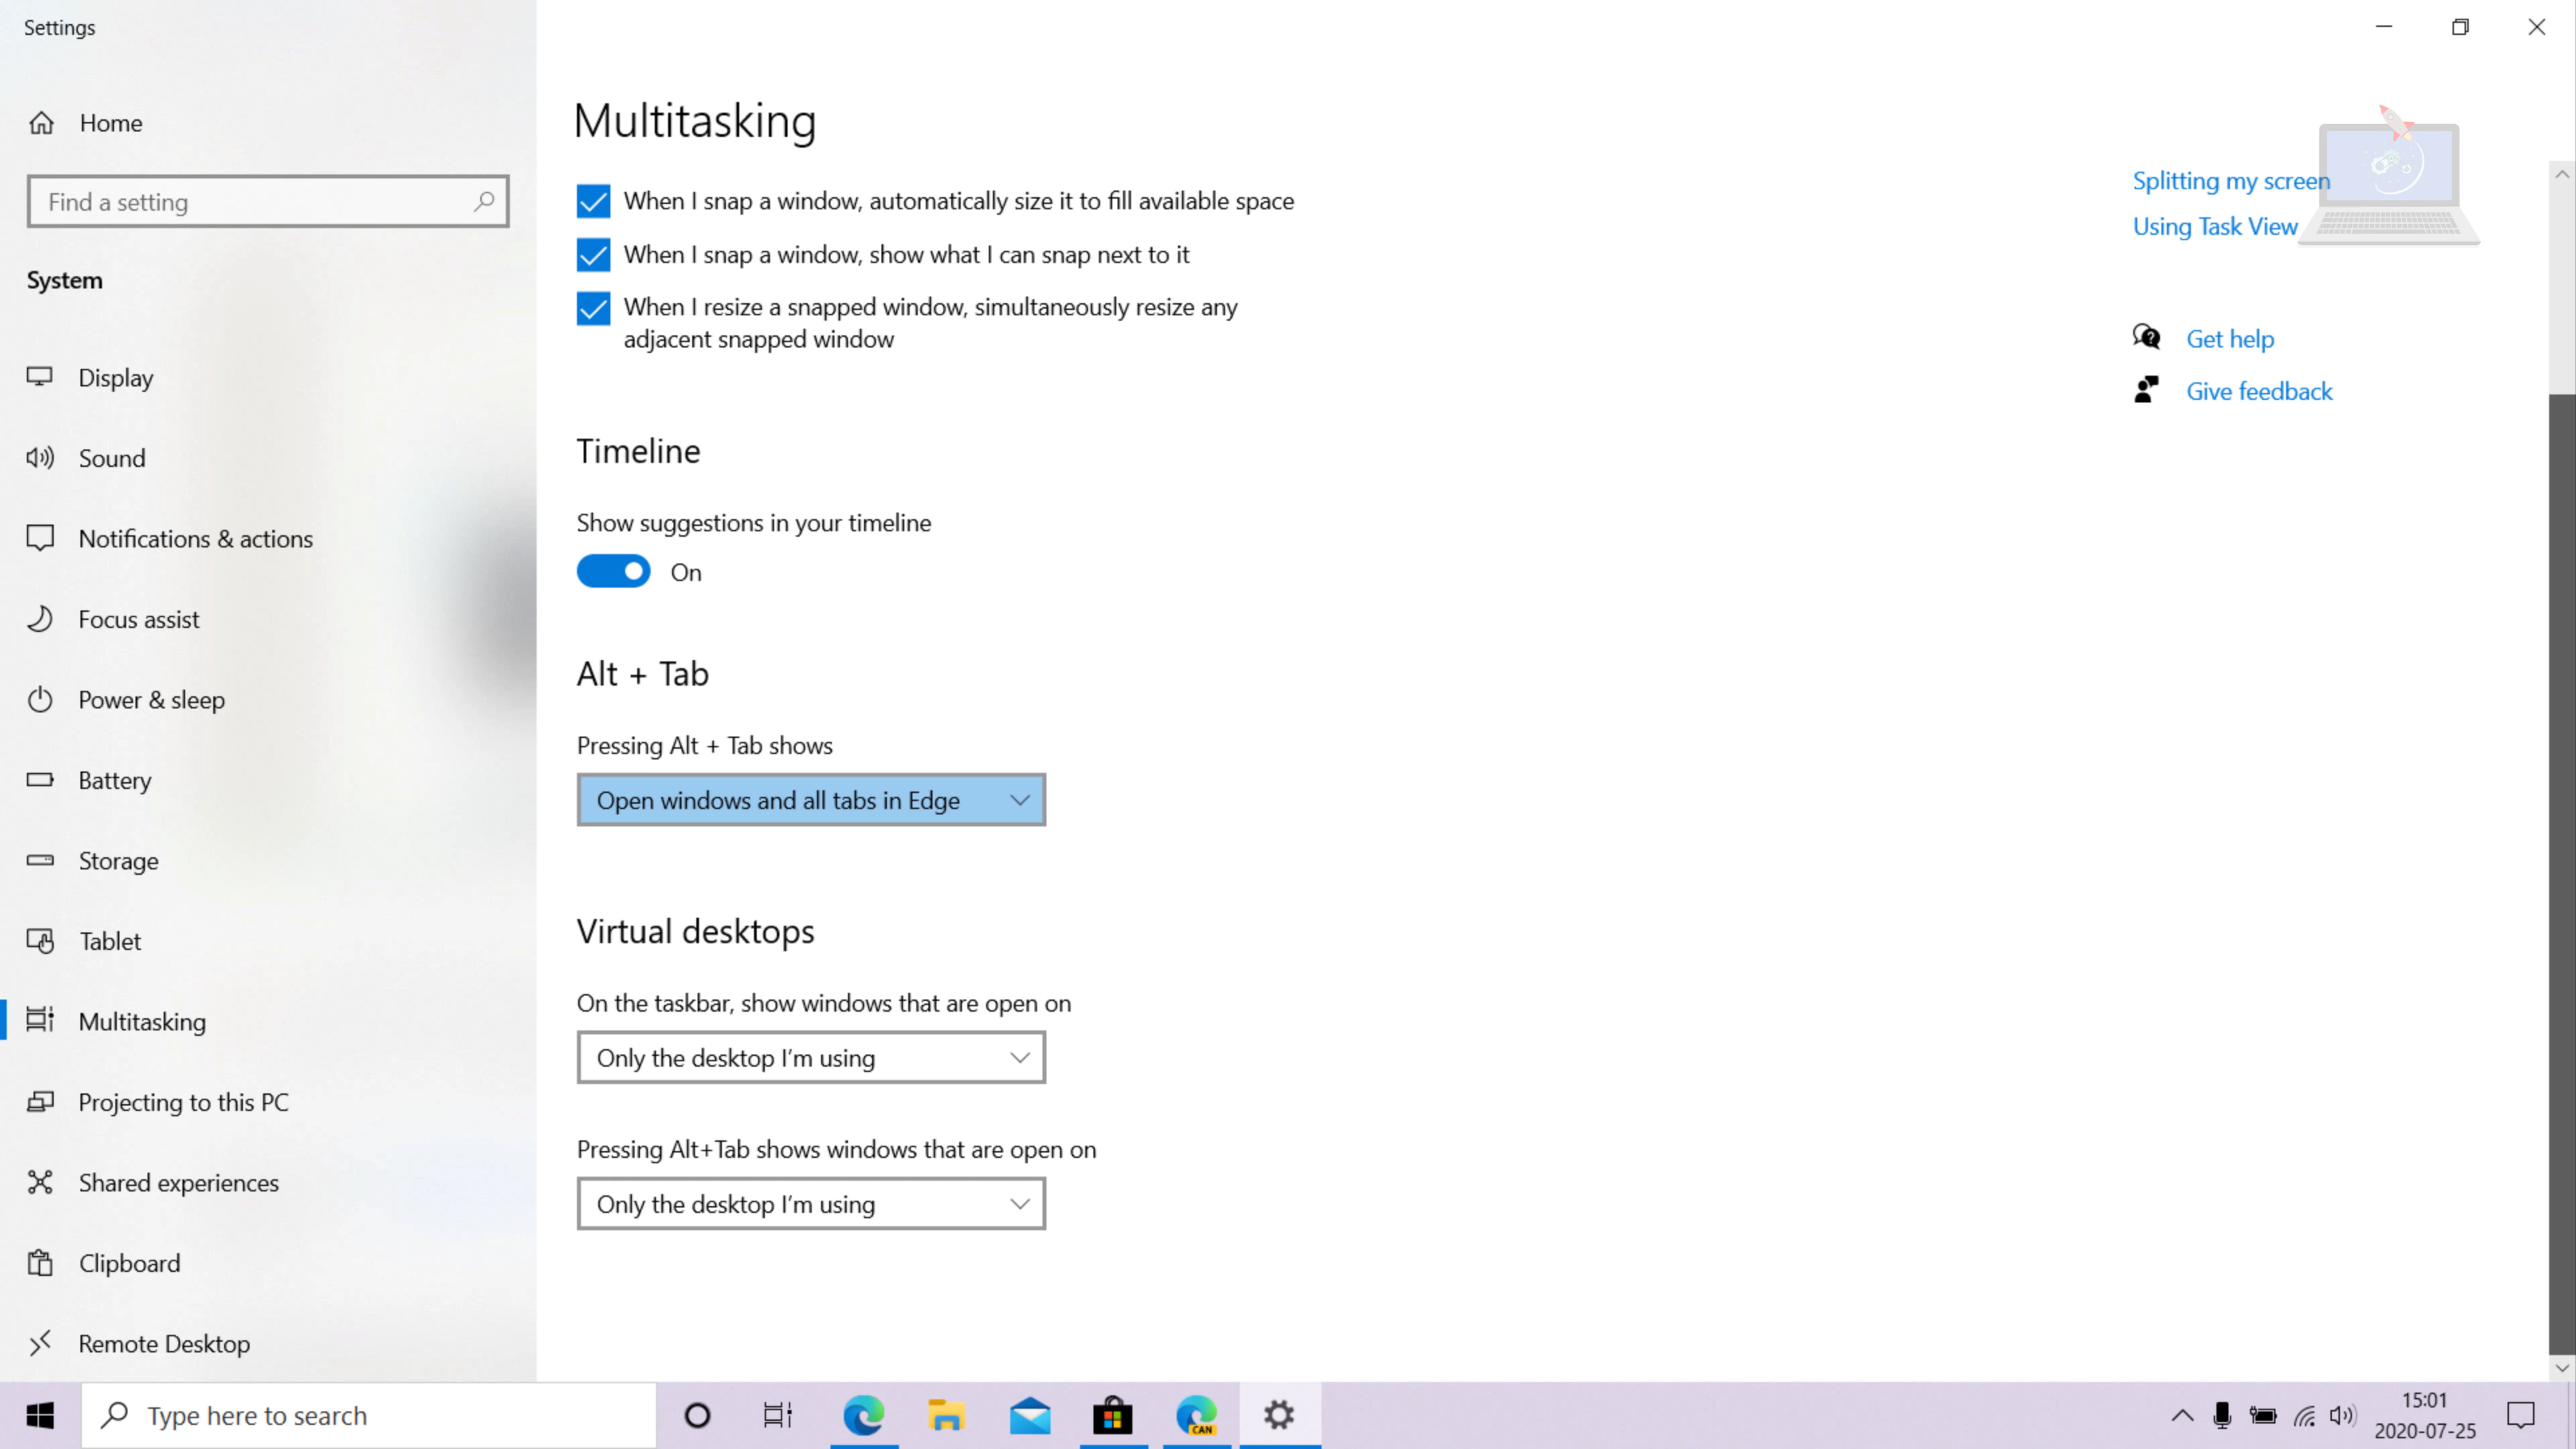 Settings
Home
Find a setting
System
Display
Sound
Notifications & actions
Focus assist
Power & sleep
Battery
Storage
Tablet
Multitasking
Projecting to this PC
Shared experiences
Clipboard
Remote Desktop
Multitasking
When I snap a window, automatically size it to fill available space
When I snap a window, show what I can snap next to it
When I resize a snapped window, simultaneously resize any
adjacent snapped window
Timeline
Show suggestions in your timeline
On
Alt + Tab
Pressing Alt + Tab shows
Open windows and all tabs in Edge
Virtual desktops
On the taskbar, show windows that are open on
Only the desktop I'm using
Pressing Alt+Tab shows windows that are open on
Only the desktop I'm using
Splitting my screen
Using Task View
Get help
Give feedback
Type here to search
CAN
15:01
2020-07-25